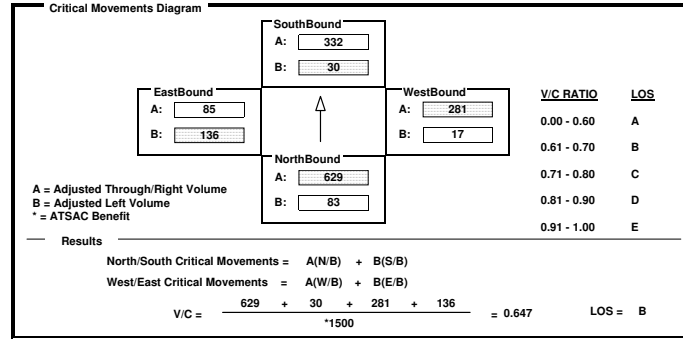 Critical Movements Diagram
SouthBound
A: 332
B: 30
EastBound
A: 85
B: 136
WestBound
A: 281
B: 17
NorthBound
A: 629
B: 83
V/C RATIO LOS
0.00 - 0.60 A
0.61 - 0.70 B
0.71 - 0.80 C
0.81 - 0.90 D
0.91 - 1.00 E
A = Adjusted Through/Right Volume
B = Adjusted Left Volume
* = ATSAC Benefit
Results
North/South Critical Movements = A(N/B) + B(S/B)
West/East Critical Movements = A(W/B) + B(E/B)
629 + 30 + 281 + 136
V/C = = 0.647 LOS = B
*1500